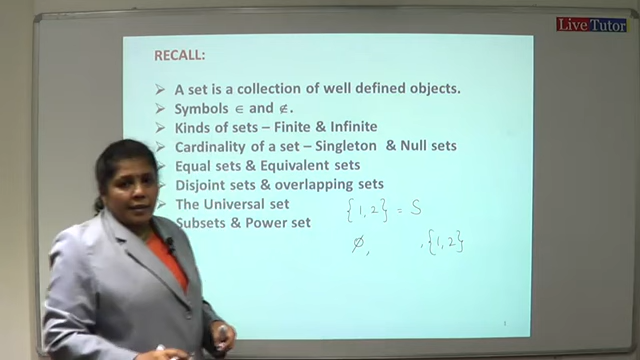 Live Tutor
RECALL:
➢ A set is a collection of well defined objects.
➢ Symbols ∈ and ∉.
➢ Kinds of sets – Finite & Infinite
➢ Cardinality of a set – Singleton & Null sets
➢ Equal sets & Equivalent sets
➢ Disjoint sets & overlapping sets
➢ The Universal set
{1, 2} = S
Subsets & Power set
∅, , {1, 2}
1